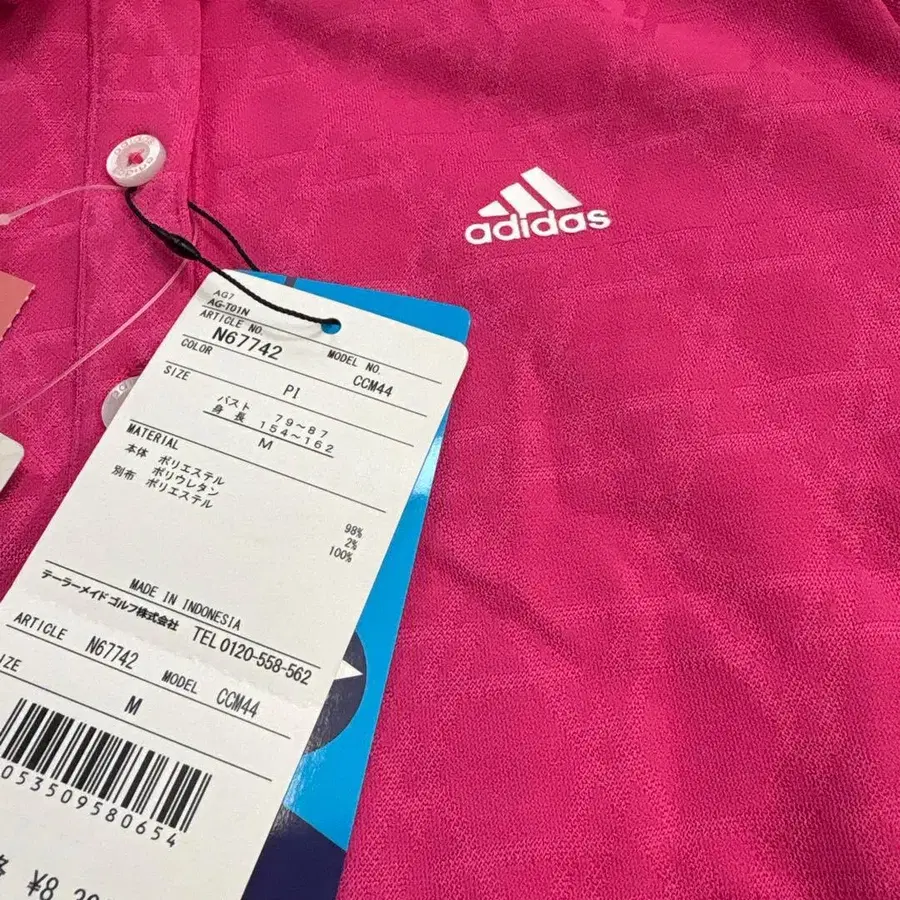 adidas
AG7
AG-T01N
ARTICLE NO. MODEL NO.
N67742 CCM44
COLOR PI
SIZE
バスト 79～87
身長 154～162
M
MATERIAL
本体 ポリエステル 98%
ポリウレタン 2%
別布 ポリエステル 100%
MADE IN INDONESIA
テーラーメイド ゴルフ株式会社
TEL 0120-558-562
ARTICLE N67742 MODEL CCM44
M
053509580654